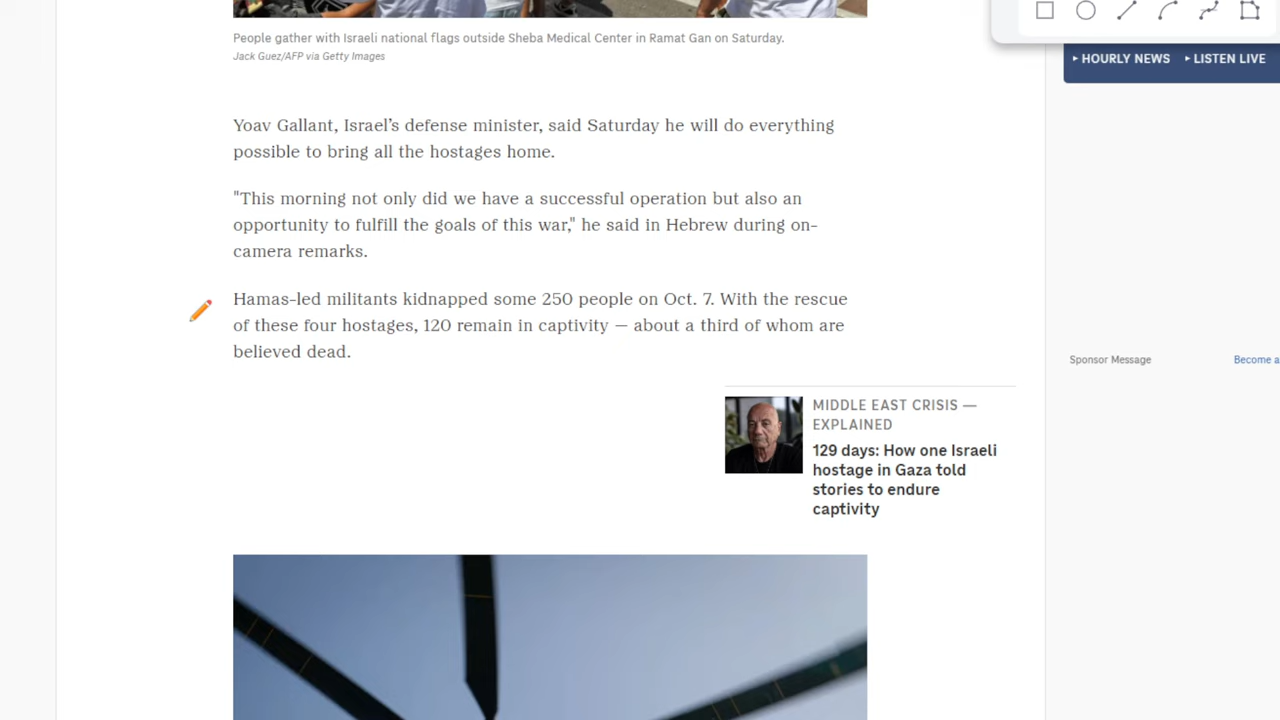 People gather with Israeli national flags outside Sheba Medical Center in Ramat Gan on Saturday.
Jack Guez/AFP via Getty Images
HOURLY NEWS
LISTEN LIVE
Yoav Gallant, Israel’s defense minister, said Saturday he will do everything
possible to bring all the hostages home.
"This morning not only did we have a successful operation but also an
opportunity to fulfill the goals of this war," he said in Hebrew during on-
camera remarks.
Hamas-led militants kidnapped some 250 people on Oct. 7. With the rescue
of these four hostages, 120 remain in captivity — about a third of whom are
believed dead.
Sponsor Message
Become a
MIDDLE EAST CRISIS —
EXPLAINED
129 days: How one Israeli
hostage in Gaza told
stories to endure
captivity